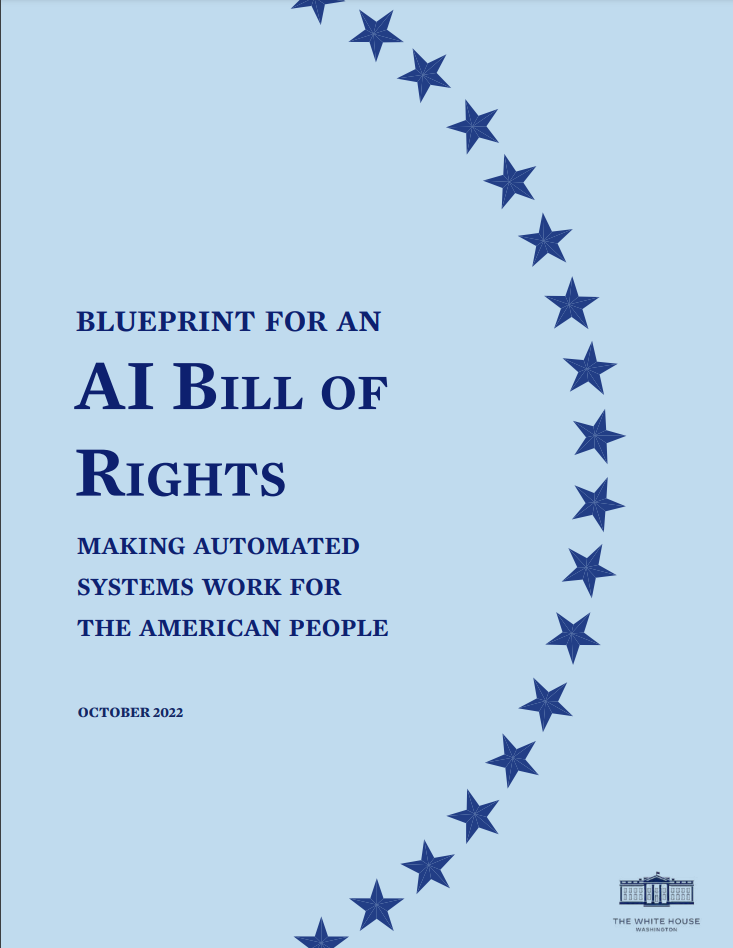 BLUEPRINT FOR AN
AI BILL OF
RIGHTS
MAKING AUTOMATED
SYSTEMS WORK FOR
THE AMERICAN PEOPLE
OCTOBER 2022
THE WHITE HOUSE
WASHINGTON